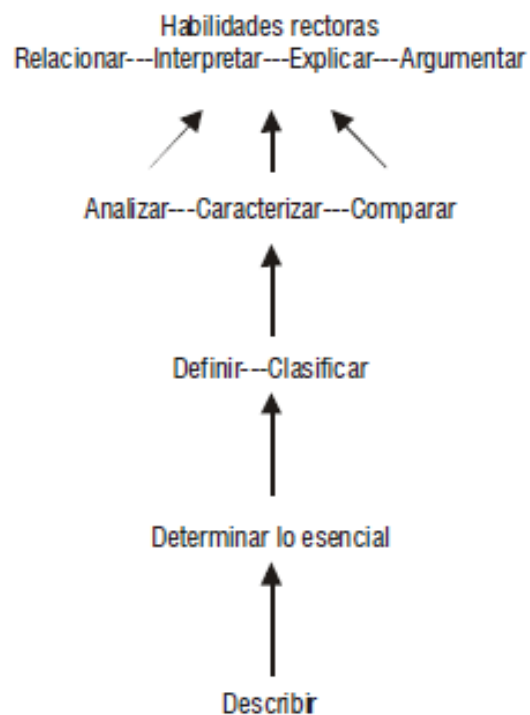 Habilidades rectoras
Relacionar---Interpretar---Explicar---Argumentar
Analizar---Caracterizar---Comparar
Definir---Clasificar
Determinar lo esencial
Describir